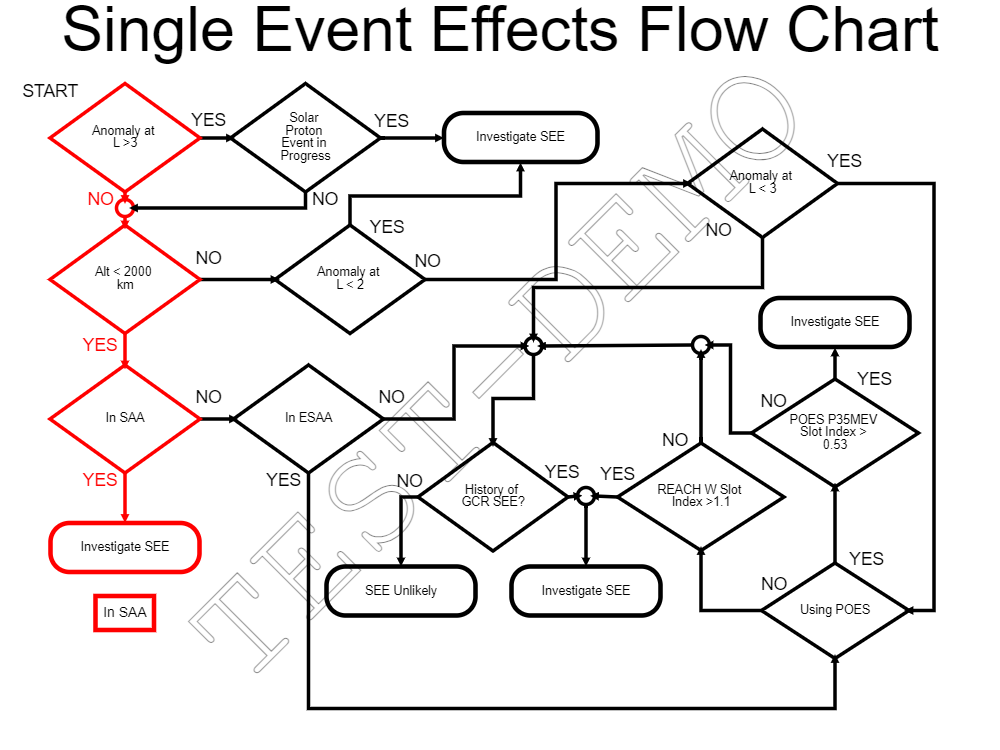 Single Event Effects Flow Chart
START
Anomaly at
L >3
YES
Solar
Proton
Event in
Progress
YES
Investigate SEE
NO
NO
Anomaly at
L < 3
YES
NO
Alt < 2000
km
NO
Anomaly at
L < 2
YES
NO
YES
Investigate SEE
In SAA
NO
In ESAA
NO
YES
YES
POES P35MEV
Slot Index >
0.53
YES
NO
History of
GCR SEE?
NO
YES
YES
REACH W Slot
Index >1.1
NO
Investigate SEE
In SAA
SEE Unlikely
Investigate SEE
Using POES
NO
YES
TEST-DEMO